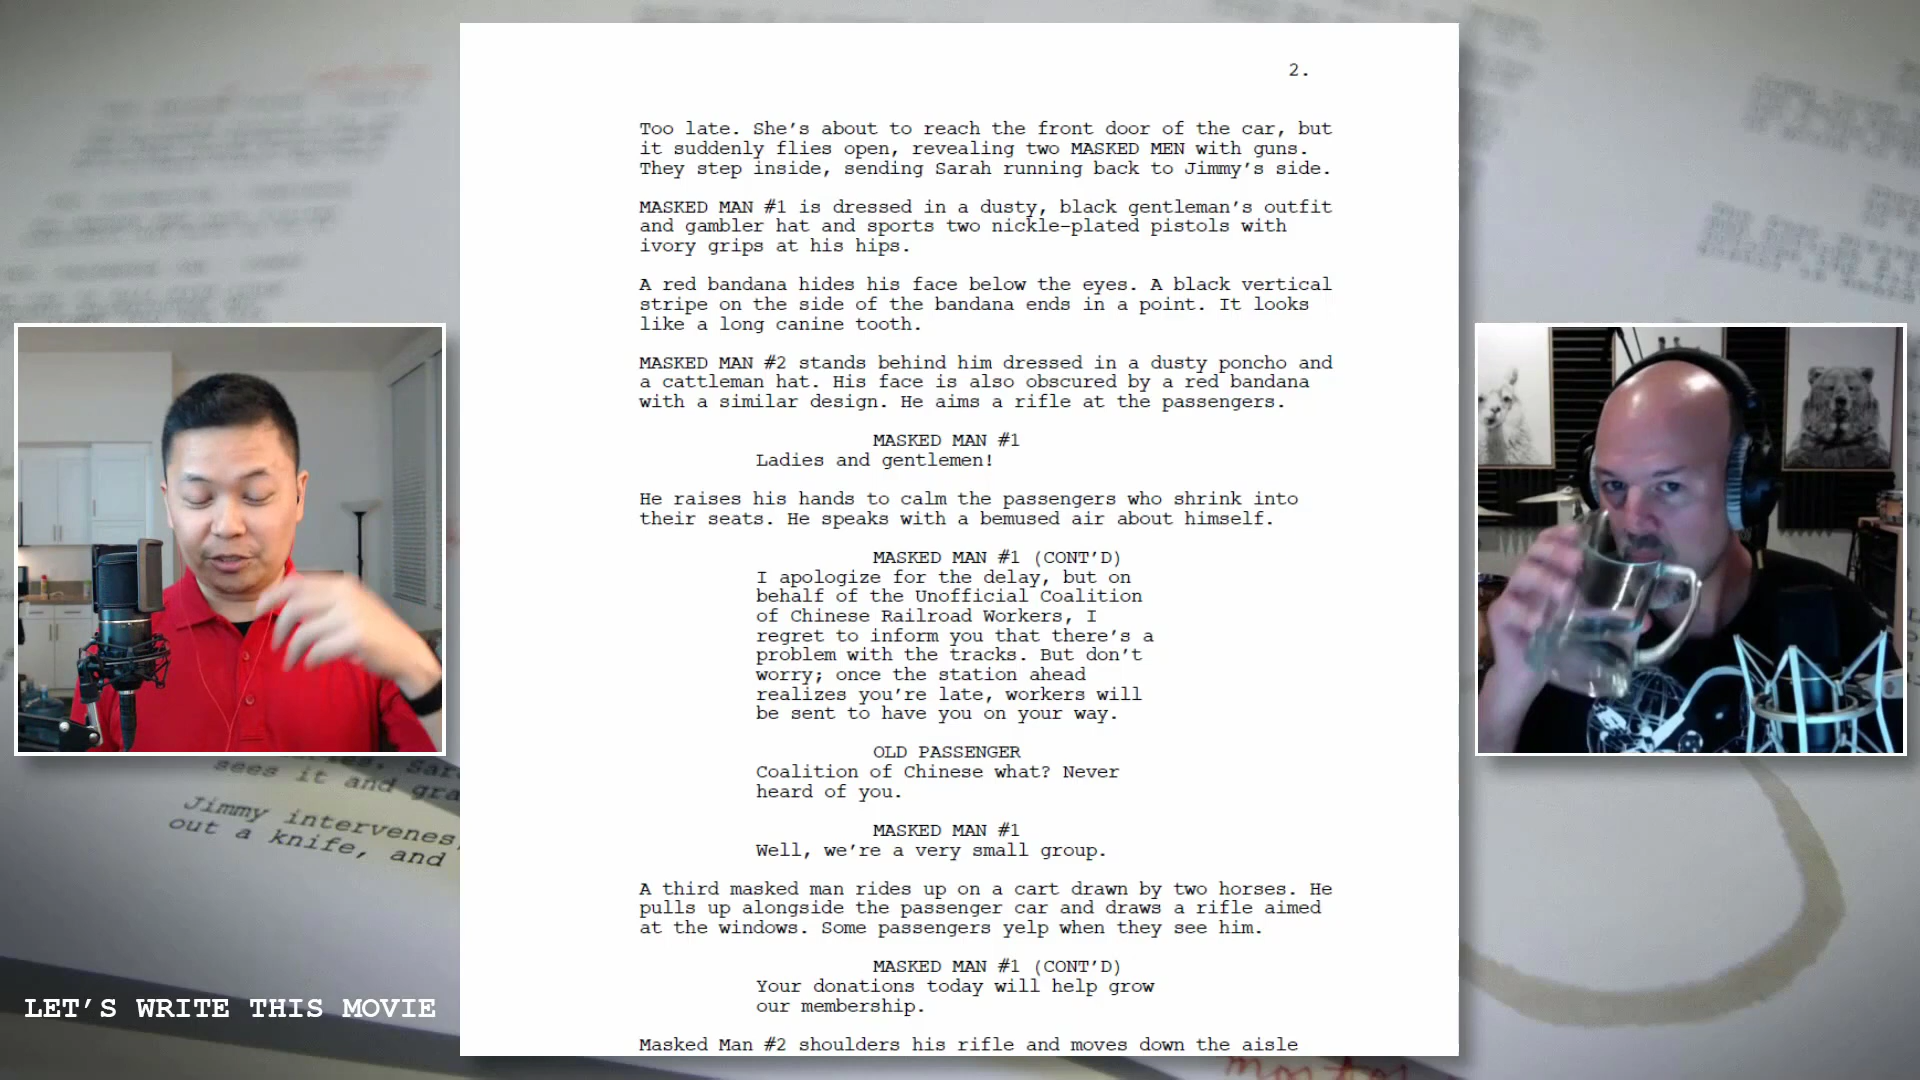 2.
Too late. She's about to reach the front door of the car, but
it suddenly flies open, revealing two MASKED MEN with guns.
They step inside, sending Sarah running back to Jimmy's side.
MASKED MAN #1 is dressed in a dusty, black gentleman's outfit
and gambler hat and sports two nickle-plated pistols with
ivory grips at his hips.
A red bandana hides his face below the eyes. A black vertical
stripe on the side of the bandana ends in a point. It looks
like a long canine tooth.
MASKED MAN #2 stands behind him dressed in a dusty poncho and
a cattleman hat. His face is also obscured by a red bandana
with a similar design. He aims a rifle at the passengers.
MASKED MAN #1
Ladies and gentlemen!
He raises his hands to calm the passengers who shrink into
their seats. He speaks with a bemused air about himself.
MASKED MAN #1 (CONT'D)
I apologize for the delay, but on
behalf of the Unofficial Coalition
of Chinese Railroad Workers, I
regret to inform you that there's a
problem with the tracks. But don't
worry; once the station ahead
realizes you're late, workers will
be sent to have you on your way.
OLD PASSENGER
Coalition of Chinese what? Never
heard of you.
MASKED MAN #1
Well, we're a very small group.
A third masked man rides up on a cart drawn by two horses. He
pulls up alongside the passenger car and draws a rifle aimed
at the windows. Some passengers yelp when they see him.
MASKED MAN #1 (CONT'D)
Your donations today will help grow
our membership.
Masked Man #2 shoulders his rifle and moves down the aisle
sees it and
Jimmy intervenes
out a knife, and
LET'S WRITE THIS MOVIE